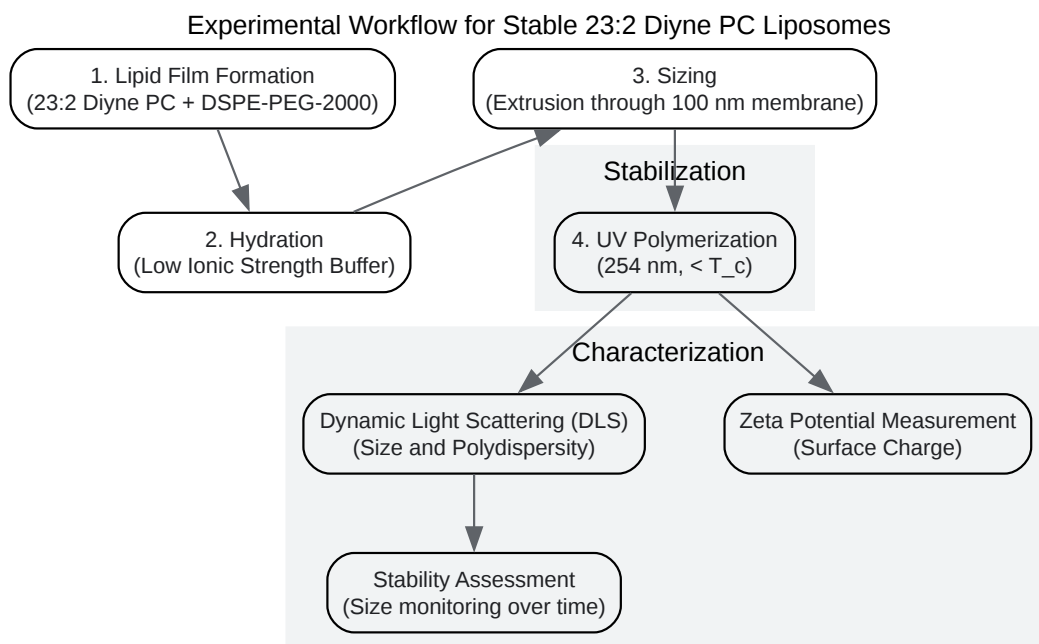 Experimental Workflow for Stable 23:2 Diyne PC Liposomes
1. Lipid Film Formation
(23:2 Diyne PC + DSPE-PEG-2000)
2. Hydration
(Low Ionic Strength Buffer)
3. Sizing
(Extrusion through 100 nm membrane)
Stabilization
4. UV Polymerization
(254 nm, < T_c)
Characterization
Dynamic Light Scattering (DLS)
(Size and Polydispersity)
Zeta Potential Measurement
(Surface Charge)
Stability Assessment
(Size monitoring over time)